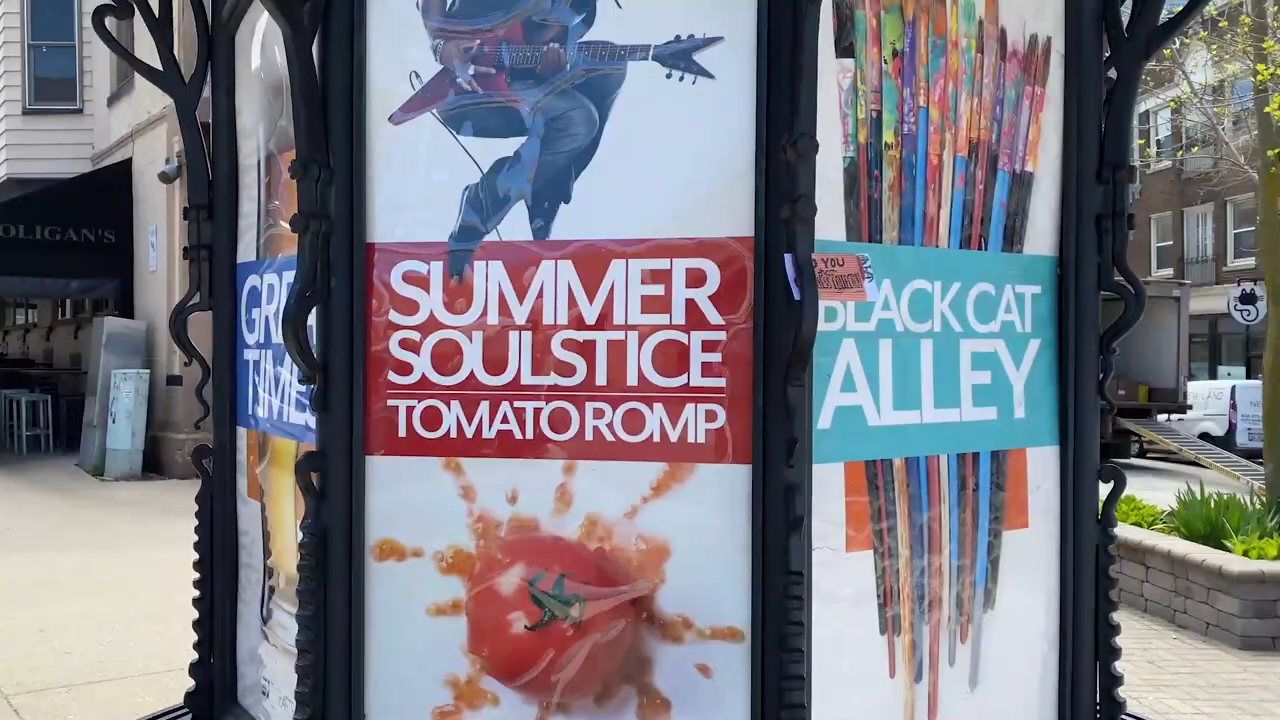 OLIGAN'S
GRE
TIMES
SUMMER
SOULSTICE
TOMATO ROMP
YOU
BLACK CAT
ALLEY